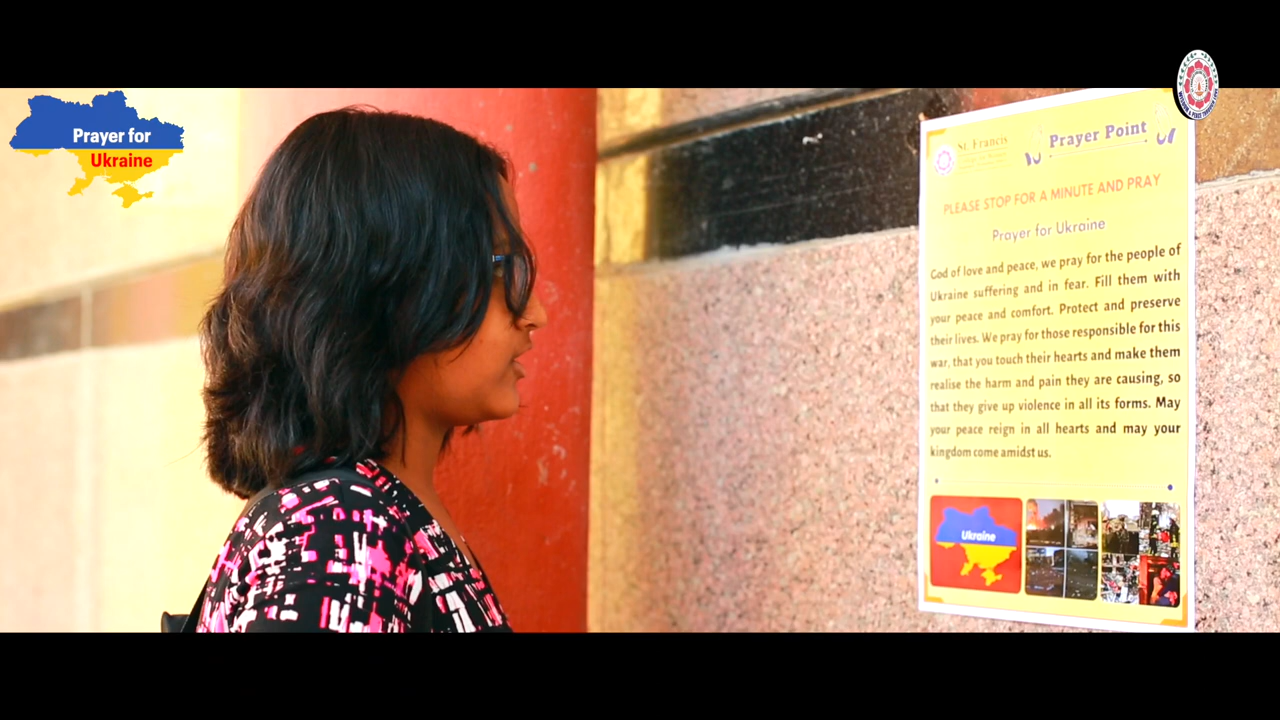 Prayer for
Ukraine
St. Francis
Prayer Point
PLEASE STOP FOR A MINUTE AND PRAY
Prayer for Ukraine
God of love and peace, we pray for the people of
Ukraine suffering and in fear. Fill them with
your peace and comfort. Protect and preserve
their lives. We pray for those responsible for this
war, that you touch their hearts and make them
realise the harm and pain they are causing, so
that they give up violence in all its forms. May
your peace reign in all hearts and may your
kingdom come amidst us.
Ukraine